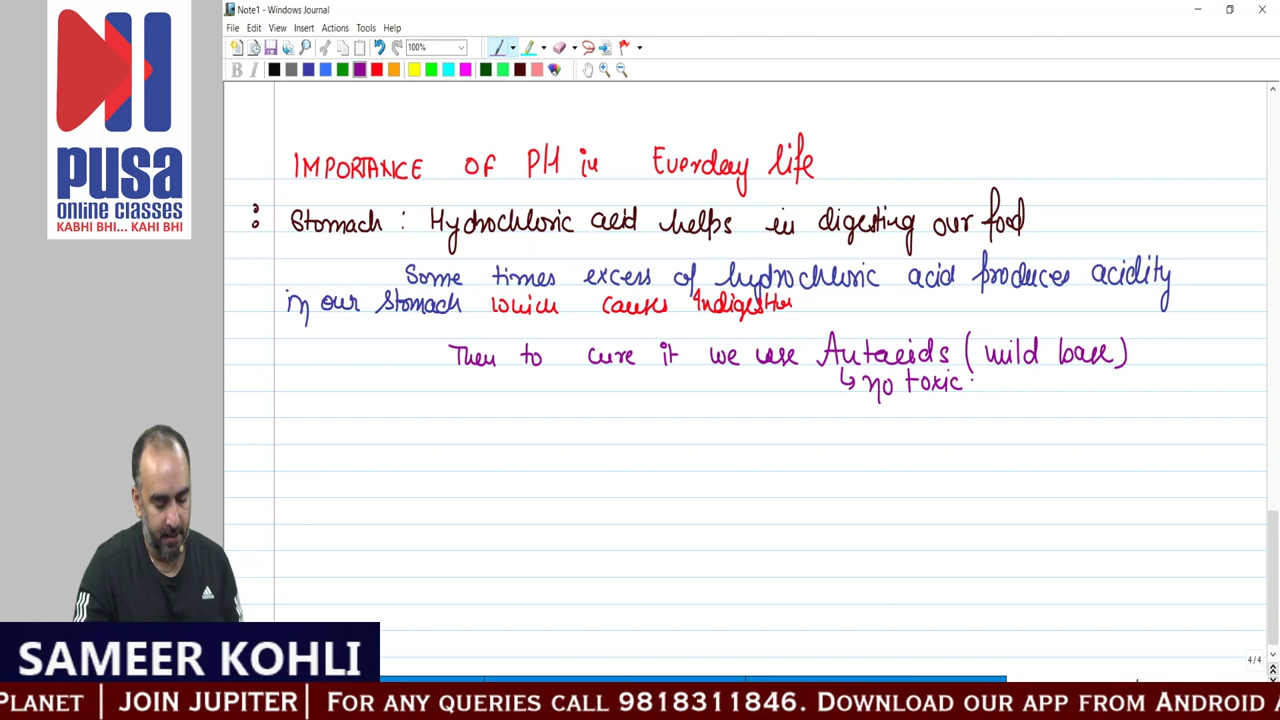 Note1 - Windows Journal
File Edit View Insert Actions Tools Help
100%
B I
PUSA
ONLINE CLASSES
KABHI BHI... KAHI BHI
IMPORTANCE OF PH in Everday life
: Stomach : Hydrochloric acid helps in digesting our food
Some times excess of hydrochloric acid produces acidity
in our stomach which causes Indigestion
Then to cure it we use Antacids (mild base)
↳ no toxic
4/4
SAMEER KOHLI
PLANET | JOIN JUPITER| FOR ANY QUERIES CALL 9818311846. DOWNLOAD OUR APP FROM ANDROID